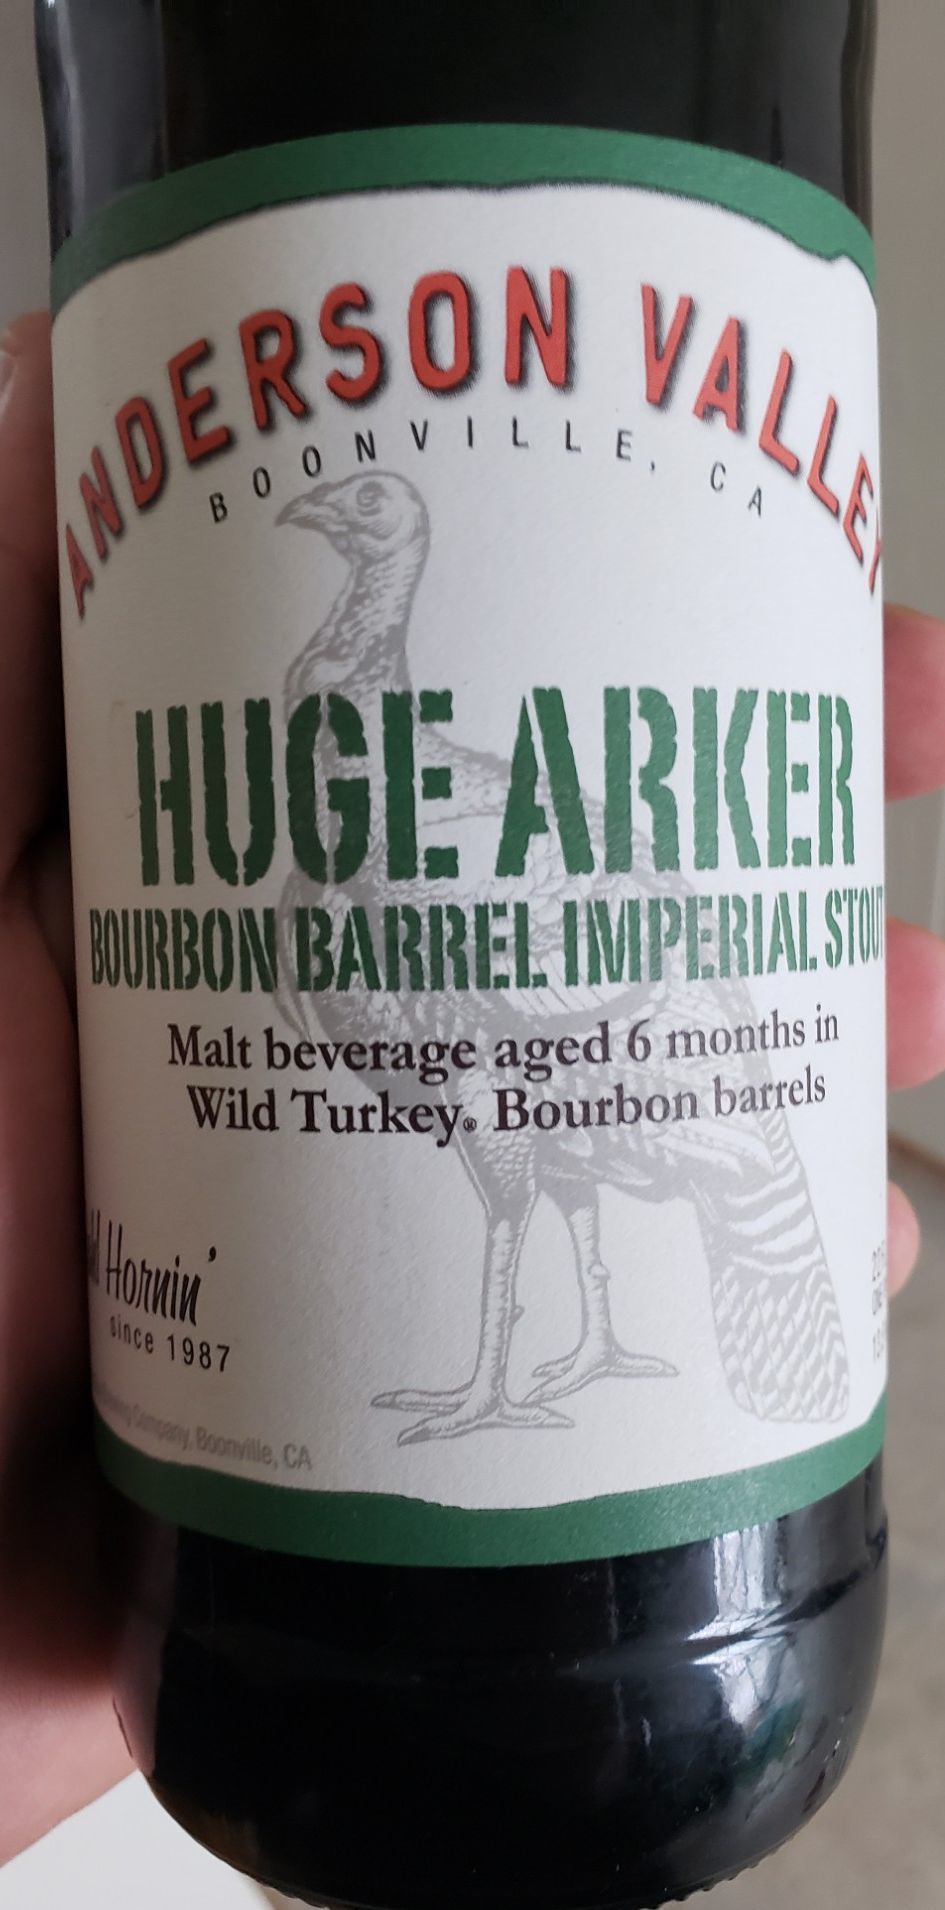 ANDERSON VALLEY
BOONVILLE, CA
HUGE ARKER
BOURBON BARREL IMPERIAL STOUT
Malt beverage aged 6 months in
Wild Turkey® Bourbon barrels
Hornin'
since 1987
Company, Boonville, CA